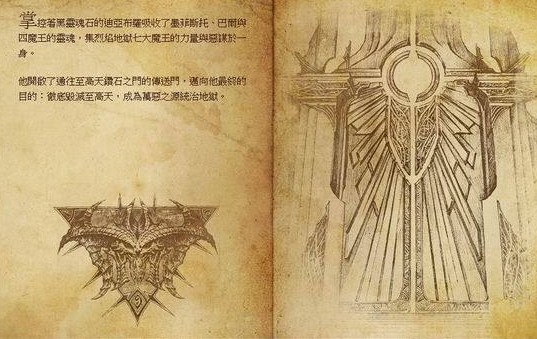 掌控著黑靈魂石的迪亞布羅吸收了墨菲斯托、巴爾與
四魔王的靈魂，集烈焰地獄七大魔王的力量與惡謀於一
身。
他開啟了通往至高天鑽石之門的傳送門，邁向他最終的
目的：徹底毀滅至高天，成為萬惡之源統治地獄。